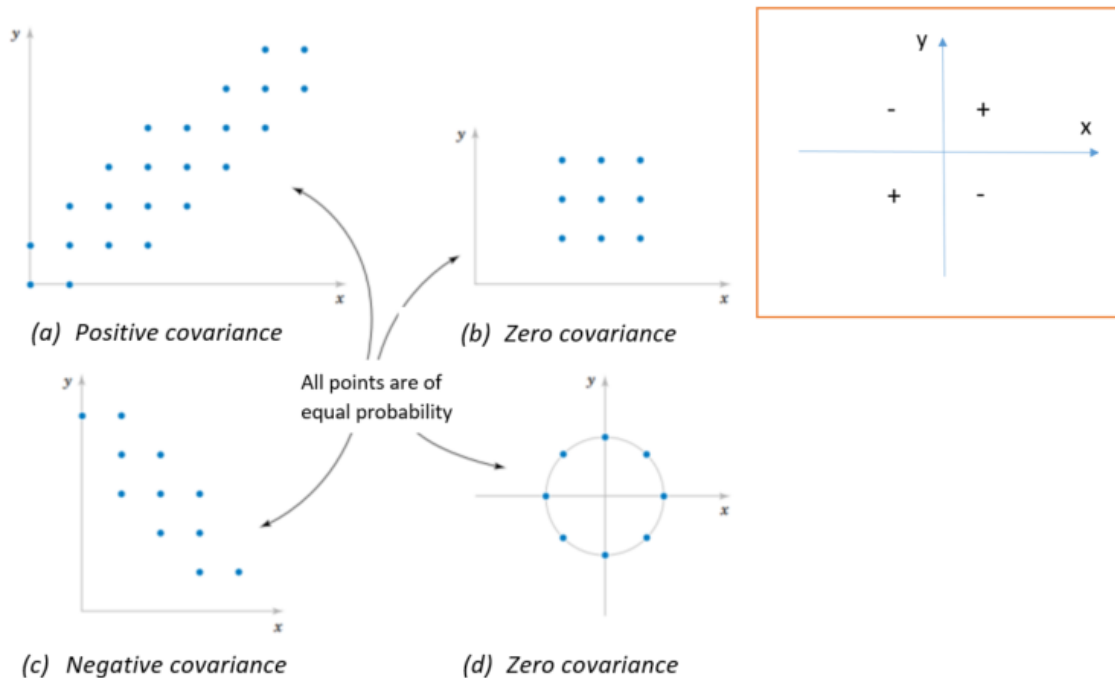 y
x
(a) Positive covariance
y
x
(b) Zero covariance
y
- +
x
+ -
All points are of
equal probability
y
x
(c) Negative covariance
y
x
(d) Zero covariance